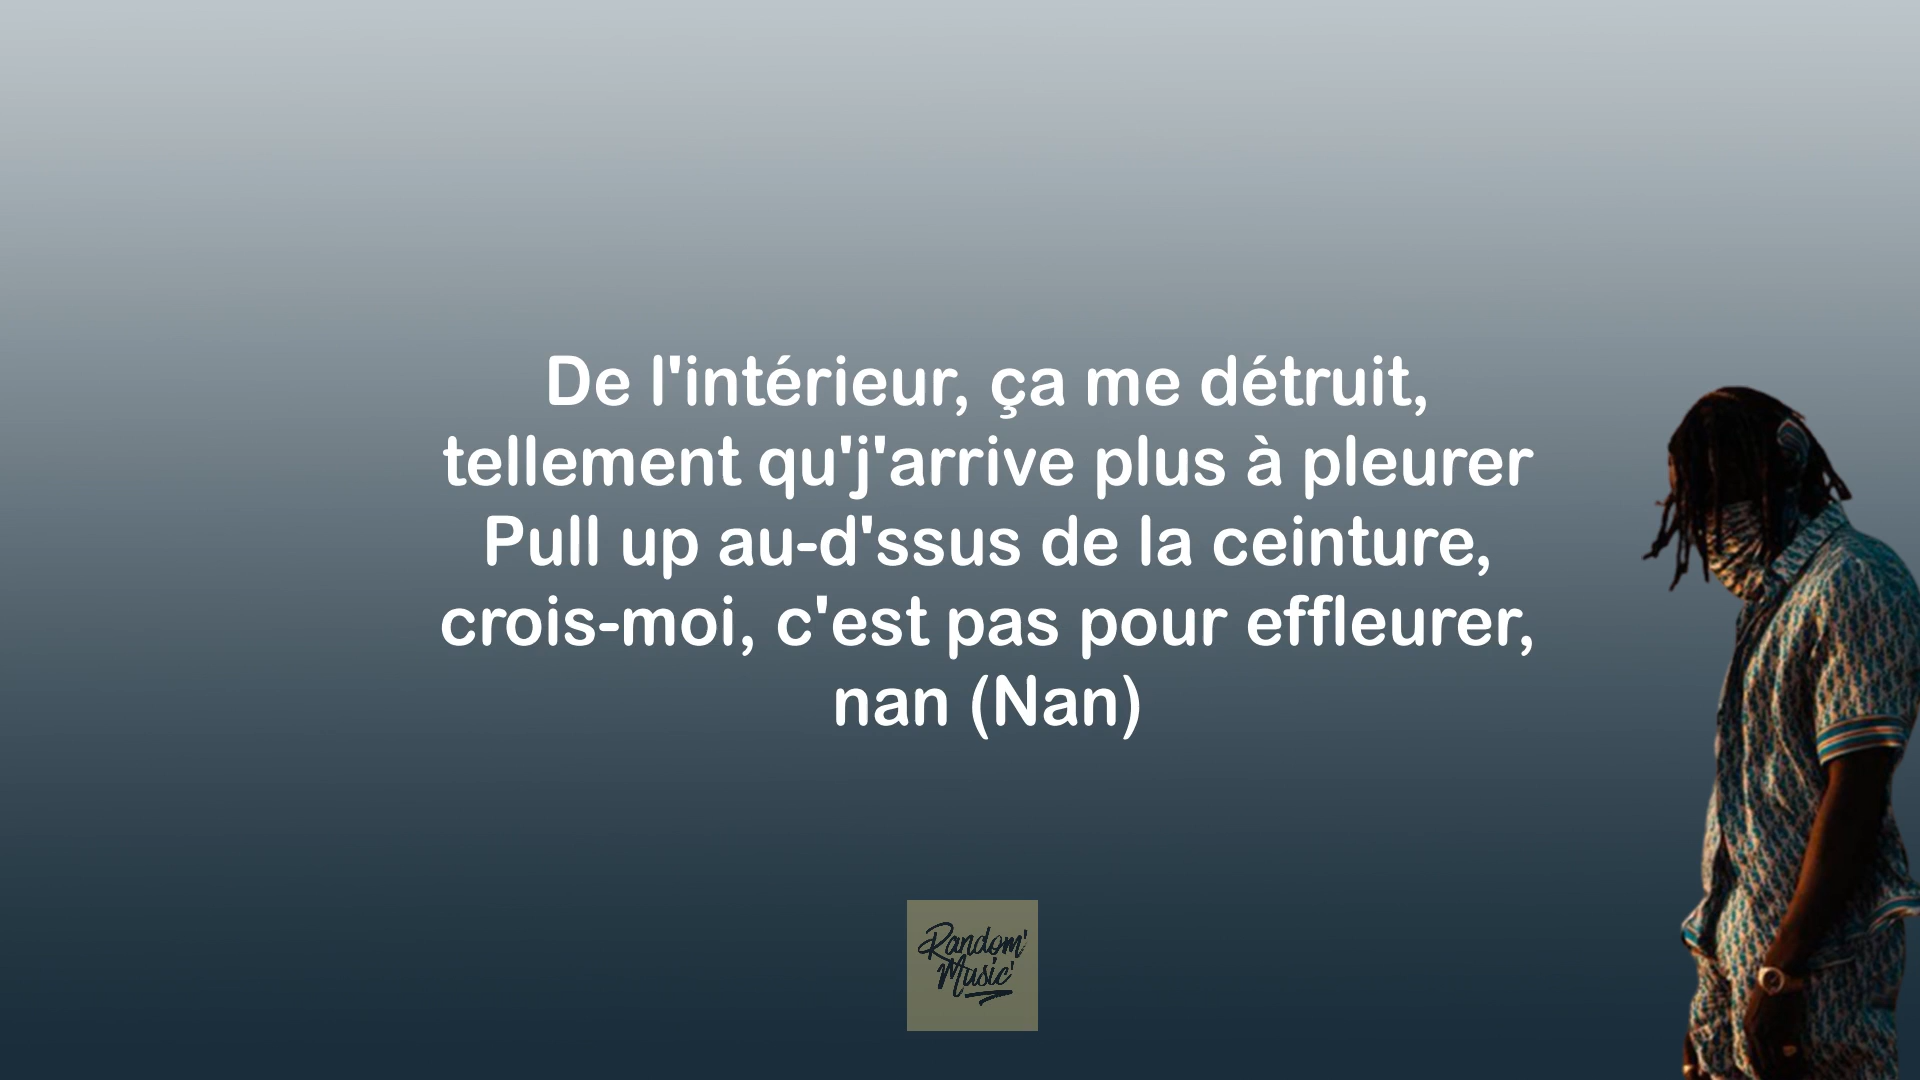 De l'intérieur, ça me détruit,
tellement qu'j'arrive plus à pleurer
Pull up au-d'ssus de la ceinture,
crois-moi, c'est pas pour effleurer,
nan (Nan)
Random'
Music'